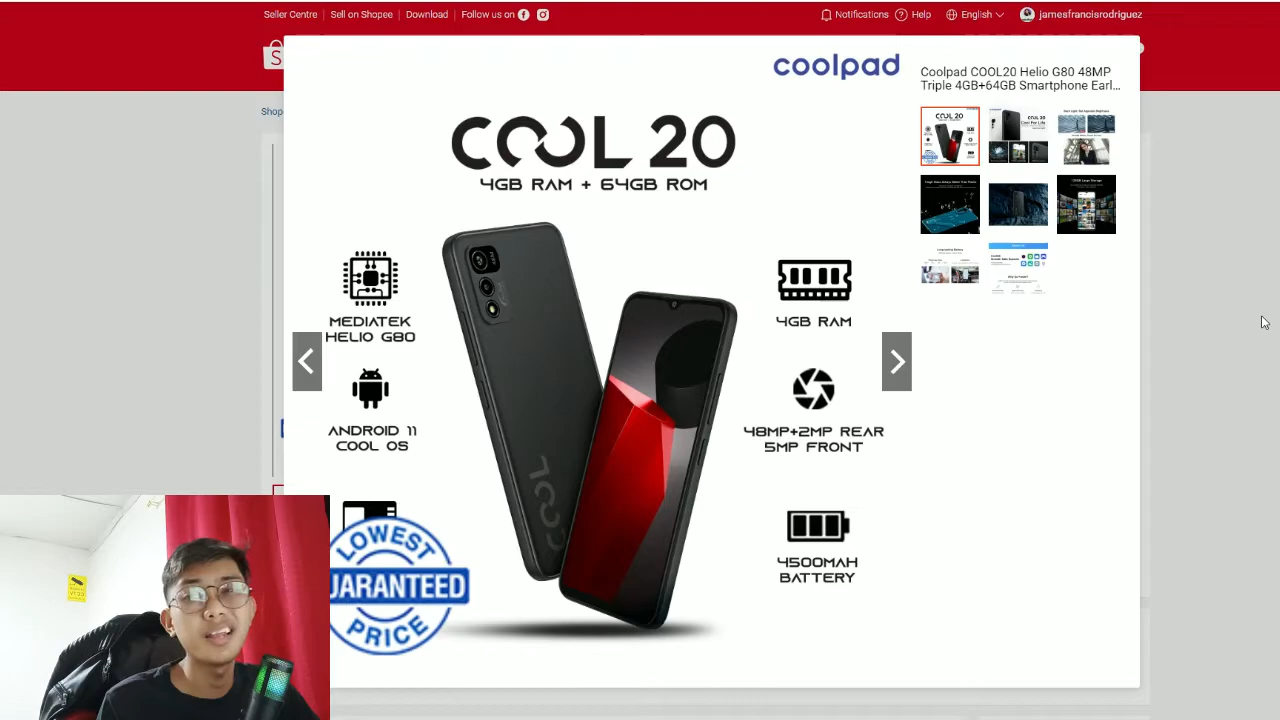 Seller Centre
Sell on Shopee
Download
Follow us on
Notifications
Help
English
jamesfrancisrodriguez
S
Shop
coolpad
Coolpad COOL20 Helio G80 48MP
Triple 4GB+64GB Smartphone Earl...
COOL 20
4GB RAM + 64GB ROM
MEDIATEK
HELIO G80
4GB RAM
ANDROID 11
COOL OS
48MP+2MP REAR
5MP FRONT
COOL
4500MAH
BATTERY
LOWEST
UARANTEED
PRICE